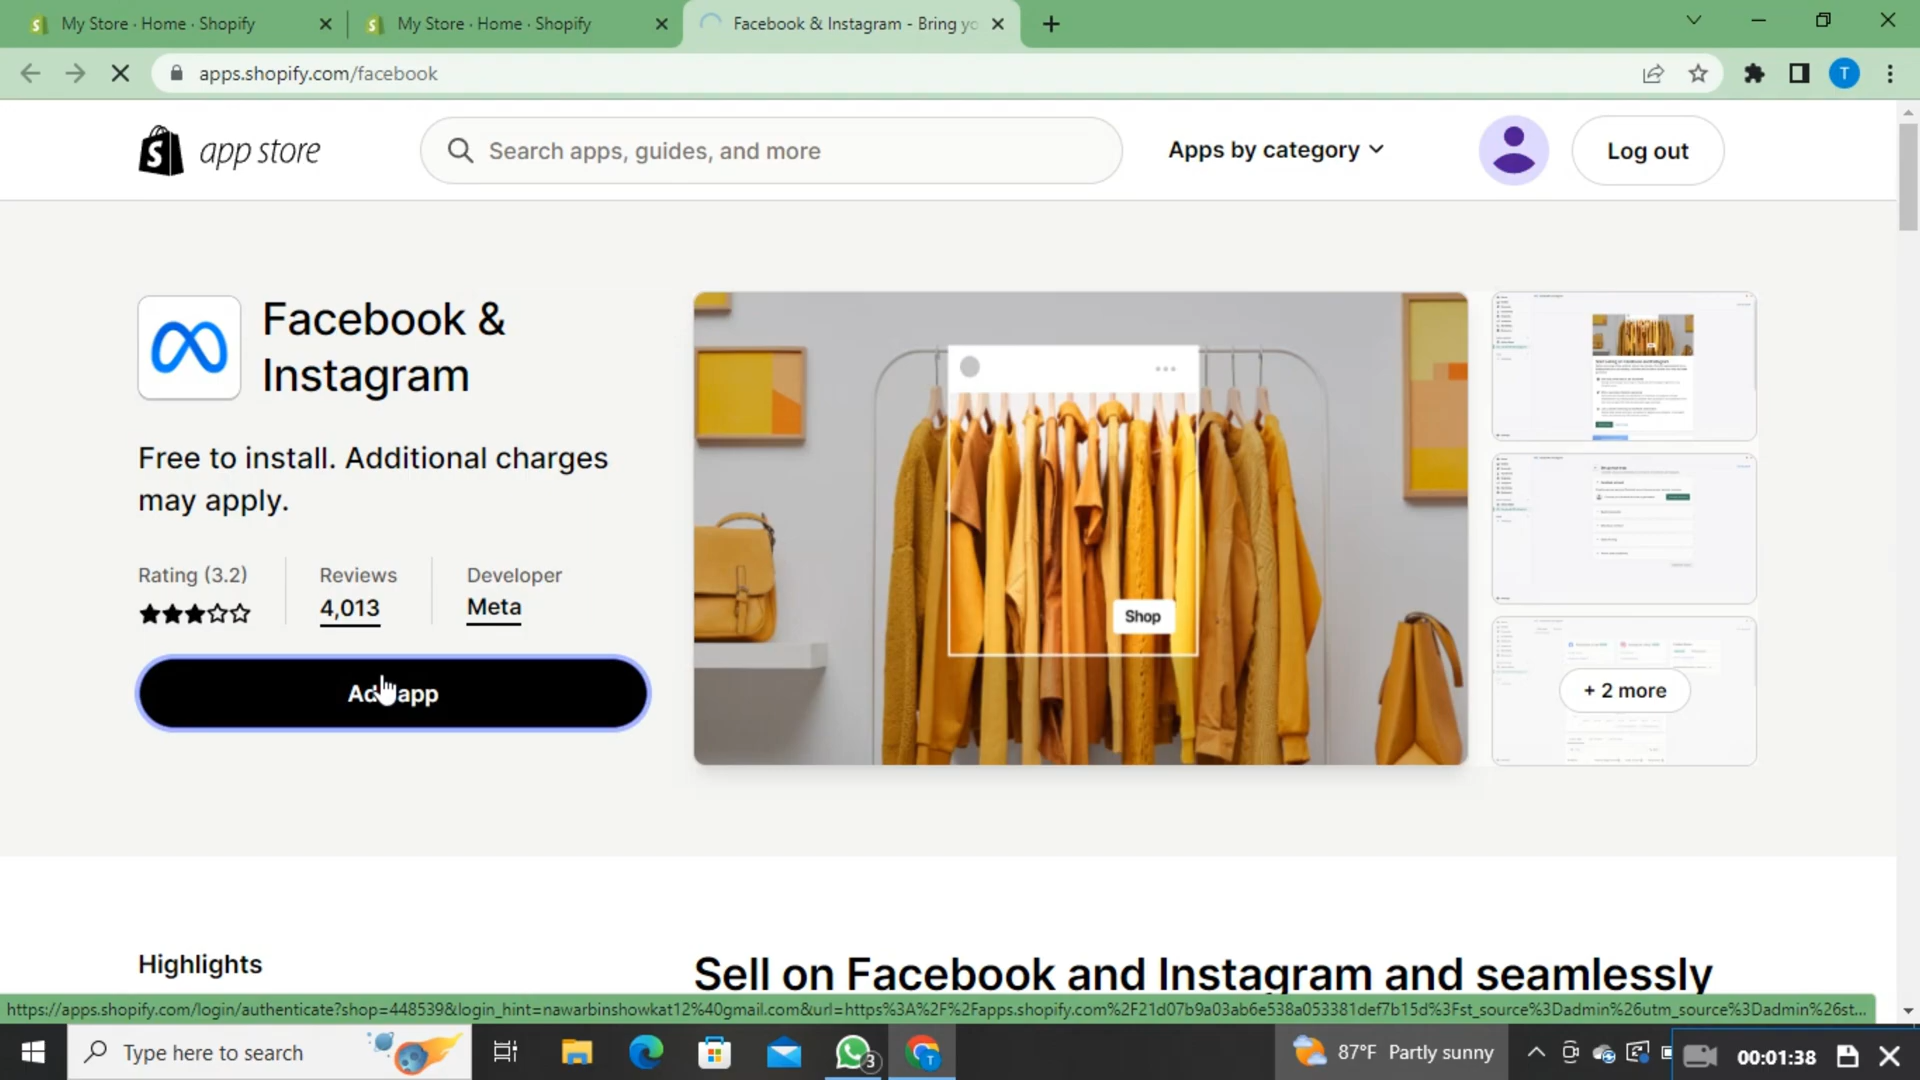 My Store · Home · Shopify
My Store · Home · Shopify
Facebook & Instagram - Bring yo
apps.shopify.com/facebook
T
app store
Search apps, guides, and more
Apps by category
Log out
Facebook &
Instagram
Free to install. Additional charges
may apply.
Rating (3.2)
Reviews
4,013
Developer
Meta
Add app
Shop
+ 2 more
Highlights
Sell on Facebook and Instagram and seamlessly
https://apps.shopify.com/login/authenticate?shop=448539&login_hint=nawarbinshowkat12%40gmail.com&url=https%3A%2F%2Fapps.shopify.com%2F21d07b9a03ab6e538a053381def7b15d%3Fst_source%3Dadmin%26utm_source%3Dadmin%26st...
Type here to search
3
T
87°F Partly sunny
00:01:38